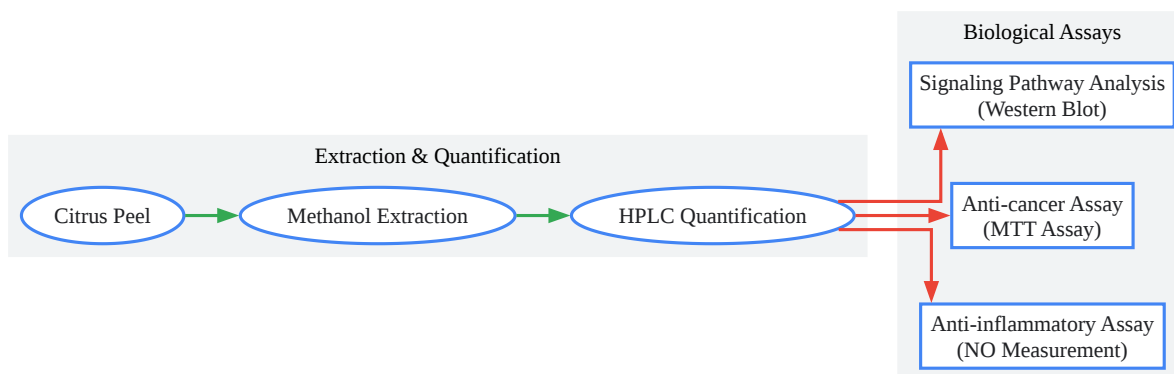 Extraction & Quantification
Citrus Peel
Methanol Extraction
HPLC Quantification
Biological Assays
Signaling Pathway Analysis
(Western Blot)
Anti-cancer Assay
(MTT Assay)
Anti-inflammatory Assay
(NO Measurement)